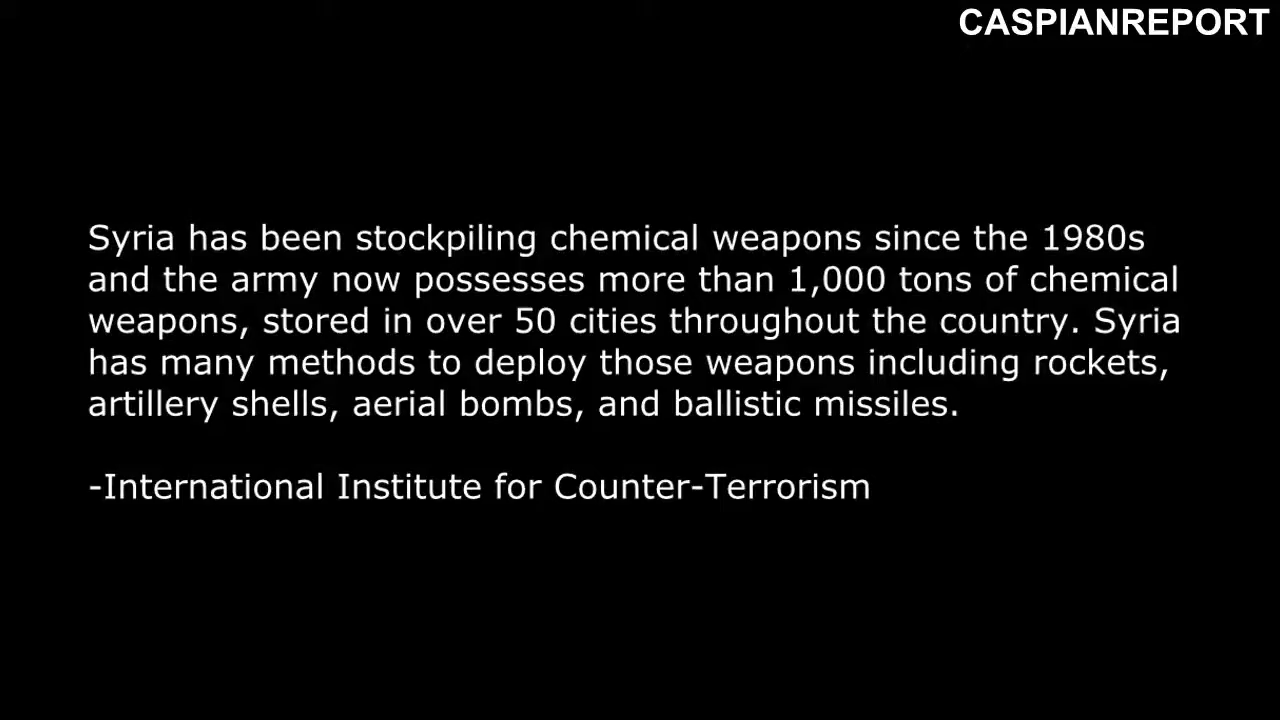 CASPIANREPORT
Syria has been stockpiling chemical weapons since the 1980s
and the army now possesses more than 1,000 tons of chemical
weapons, stored in over 50 cities throughout the country. Syria
has many methods to deploy those weapons including rockets,
artillery shells, aerial bombs, and ballistic missiles.
-International Institute for Counter-Terrorism